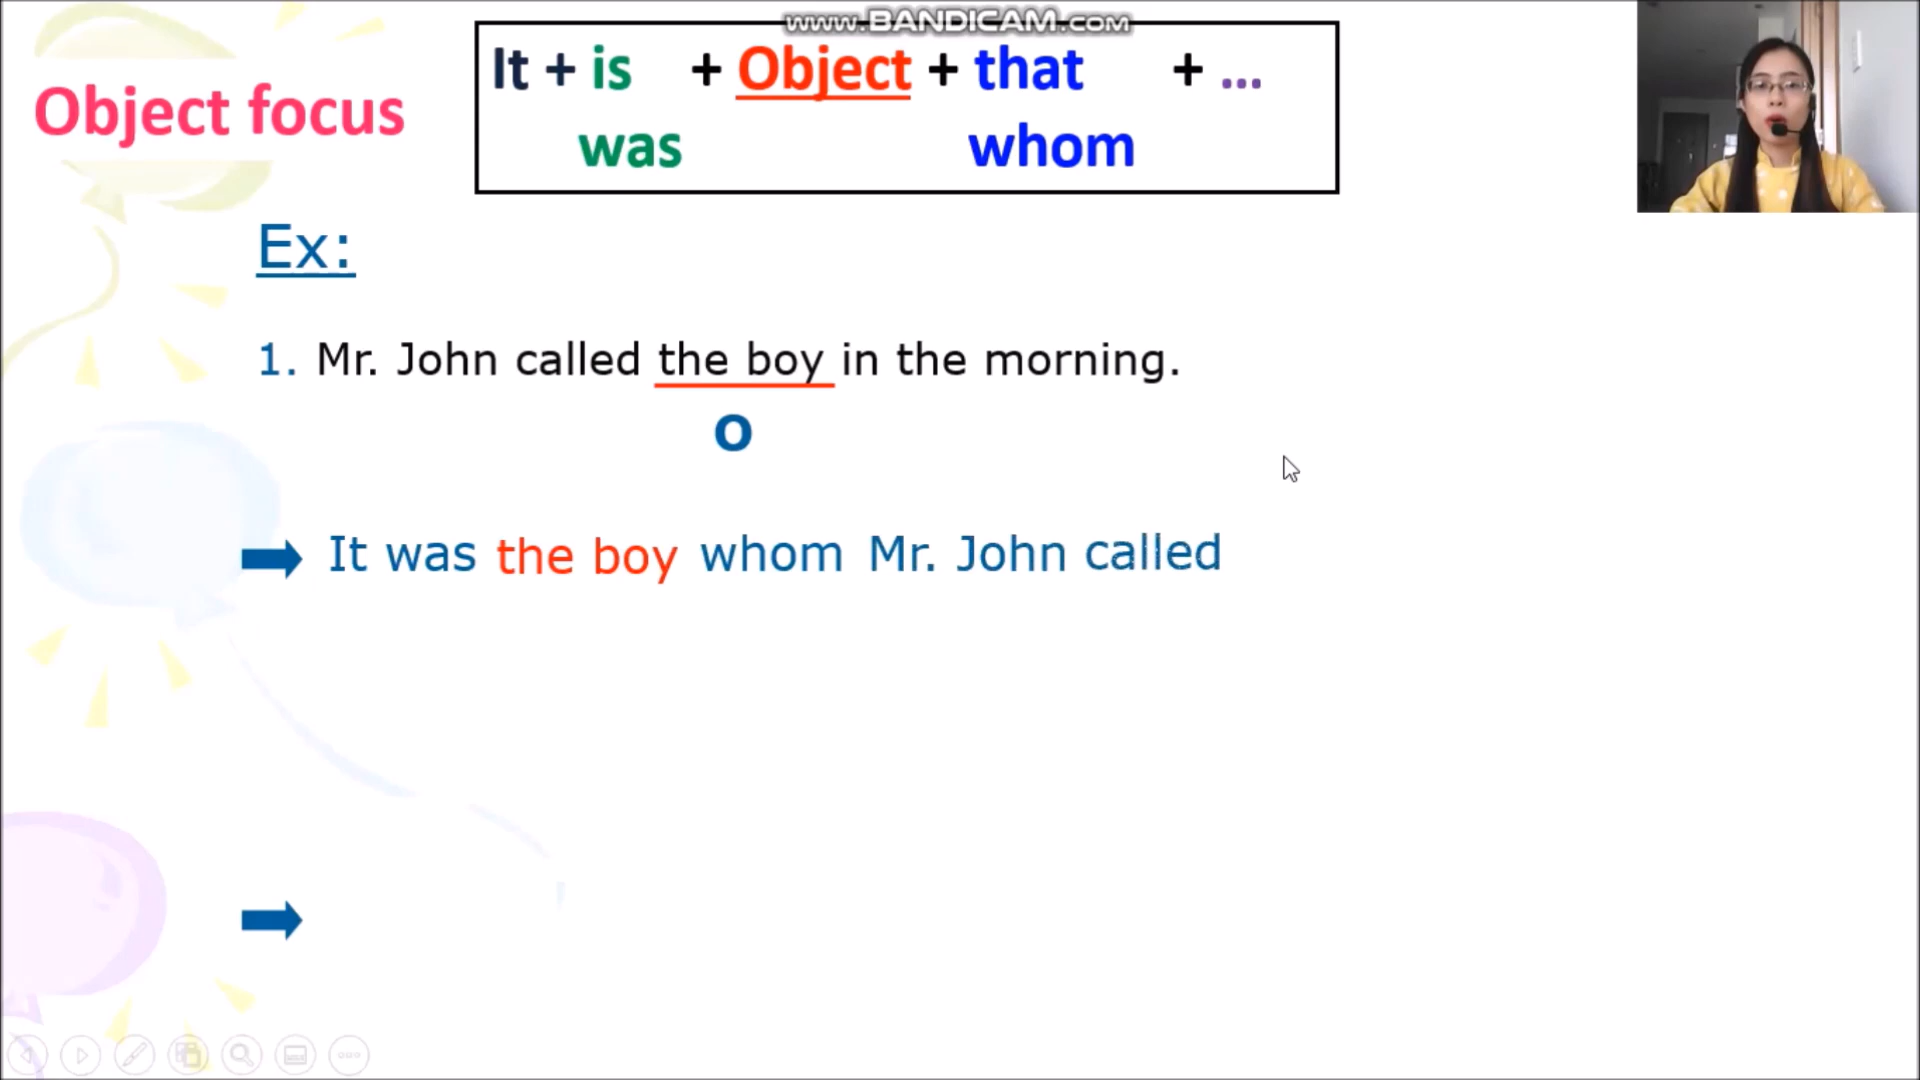 www.BANDICAM.com
Object focus
It + is + Object + that + ...
was whom
Ex:
1. Mr. John called the boy in the morning.
O
It was the boy whom Mr. John called